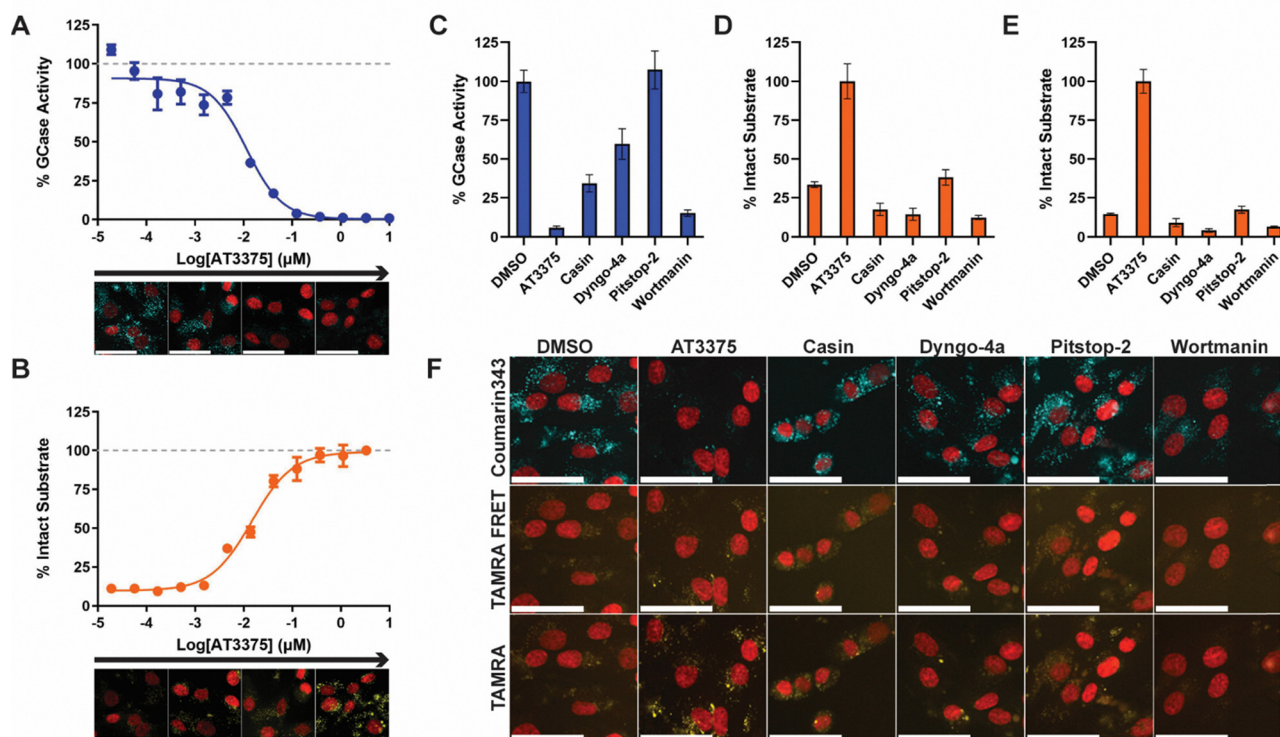 A
125
100
75
50
25
0
% GCase Activity
-5 -4 -3 -2 -1 0 1
Log[AT3375] (µM)
B
125
100
75
50
25
0
% Intact Substrate
-5 -4 -3 -2 -1 0 1
Log[AT3375] (µM)
C
125
100
75
50
25
0
% GCase Activity
DMSO
AT3375
Casin
Dyngo-4a
Pitstop-2
Wortmanin
D
125
100
75
50
25
0
% Intact Substrate
DMSO
AT3375
Casin
Dyngo-4a
Pitstop-2
Wortmanin
E
125
100
75
50
25
0
% Intact Substrate
DMSO
AT3375
Casin
Dyngo-4a
Pitstop-2
Wortmanin
F
DMSO AT3375 Casin Dyngo-4a Pitstop-2 Wortmanin
Coumarin343
TAMRA FRET
TAMRA